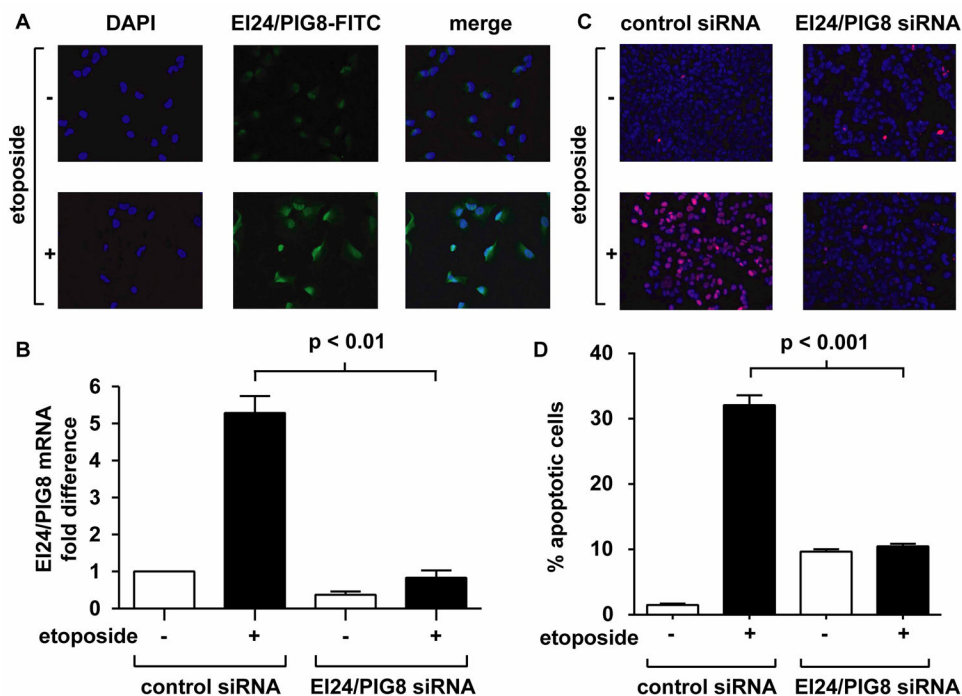 A
DAPI
EI24/PIG8-FITC
merge
etoposide
-
+
C
control siRNA
EI24/PIG8 siRNA
etoposide
-
+
B
p < 0.01
EI24/PIG8 mRNA
fold difference
6
5
4
3
2
1
0
etoposide
-
+
-
+
control siRNA
EI24/PIG8 siRNA
D
p < 0.001
% apoptotic cells
40
30
20
10
0
etoposide
-
+
-
+
control siRNA
EI24/PIG8 siRNA